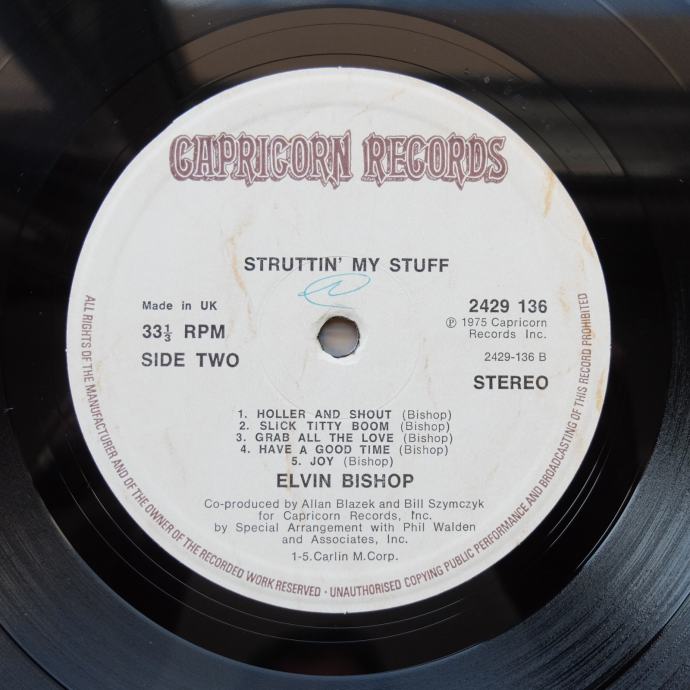 CAPRICORN RECORDS
STRUTTIN' MY STUFF
Made in UK
33⅓ RPM
SIDE TWO
2429 136
℗ 1975 Capricorn
Records Inc.
2429-136 B
STEREO
1. HOLLER AND SHOUT (Bishop)
2. SLICK TITTY BOOM (Bishop)
3. GRAB ALL THE LOVE (Bishop)
4. HAVE A GOOD TIME (Bishop)
5. JOY (Bishop)
ELVIN BISHOP
Co-produced by Allan Blazek and Bill Szymczyk
for Capricorn Records, Inc.
by Special Arrangement with Phil Walden
and Associates, Inc.
1-5. Carlin M. Corp.
ALL RIGHTS OF THE MANUFACTURER AND OF THE OWNER OF THE RECORDED WORK RESERVED · UNAUTHORISED COPYING PUBLIC PERFORMANCE AND BROADCASTING OF THIS RECORD PROHIBITED